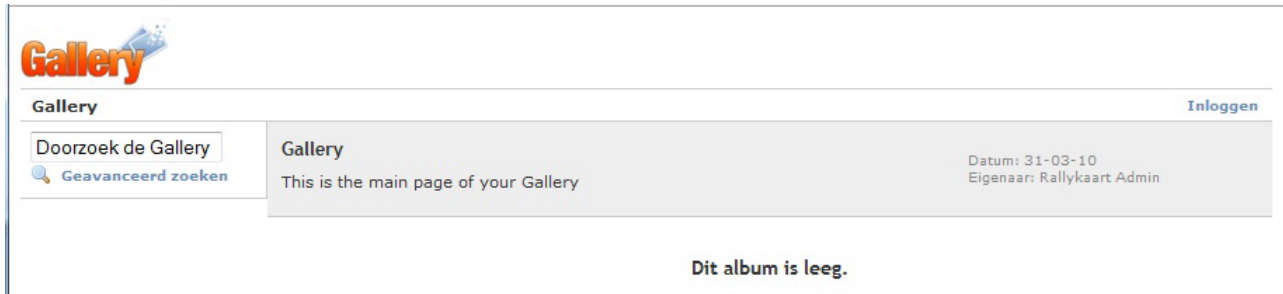 Gallery
Gallery
Inloggen
Doorzoek de Gallery
Geavanceerd zoeken
Gallery
This is the main page of your Gallery
Datum: 31-03-10
Eigenaar: Rallykaart Admin
Dit album is leeg.